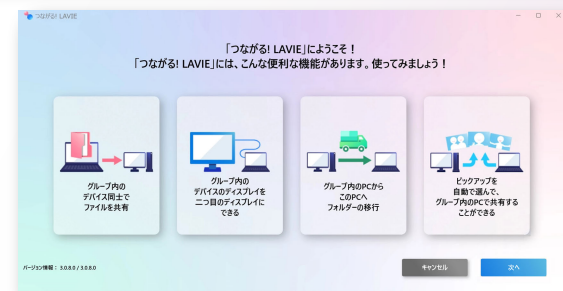 つながる! LAVIE
「つながる! LAVIE」にようこそ！
「つながる! LAVIE」には、こんな便利な機能があります。使ってみましょう！
グループ内の
デバイス同士で
ファイルを共有
グループ内の
デバイスのディスプレイを
二つ目のディスプレイに
できる
グループ内のPCから
このPCへ
フォルダーの移行
ピックアップを
自動で選んで、
グループ内のPCで共有する
ことができる
バージョン情報： 3.0.8.0 / 3.0.8.0
キャンセル
次へ